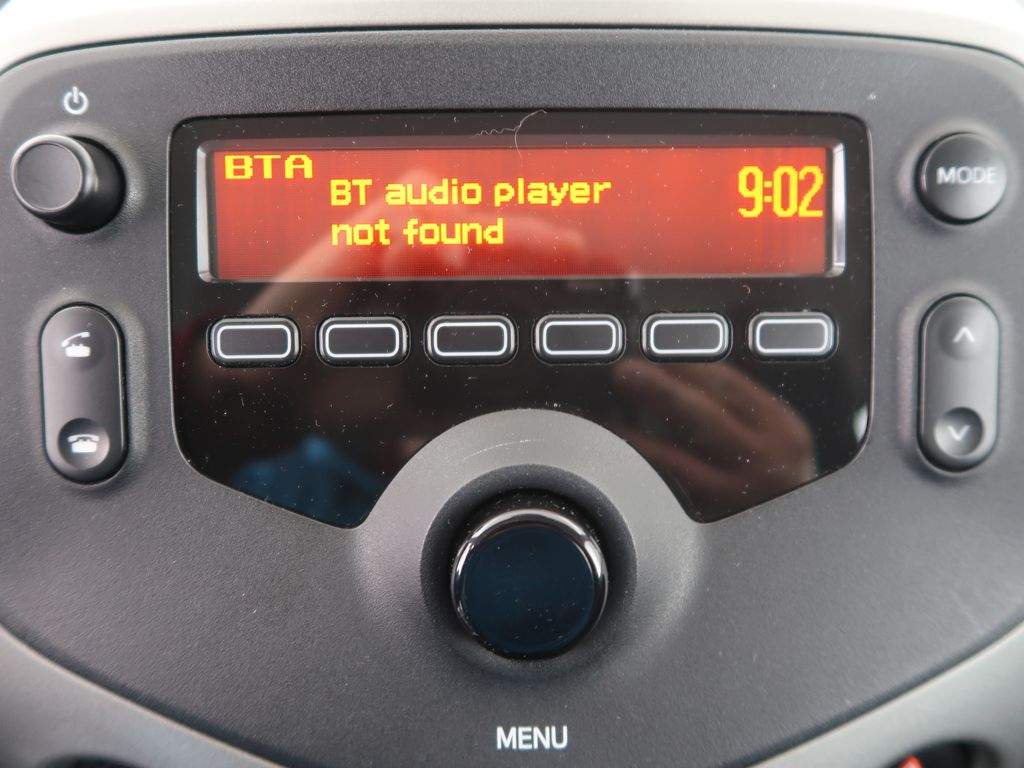 BTA
BT audio player
not found
9:02
MODE
MENU